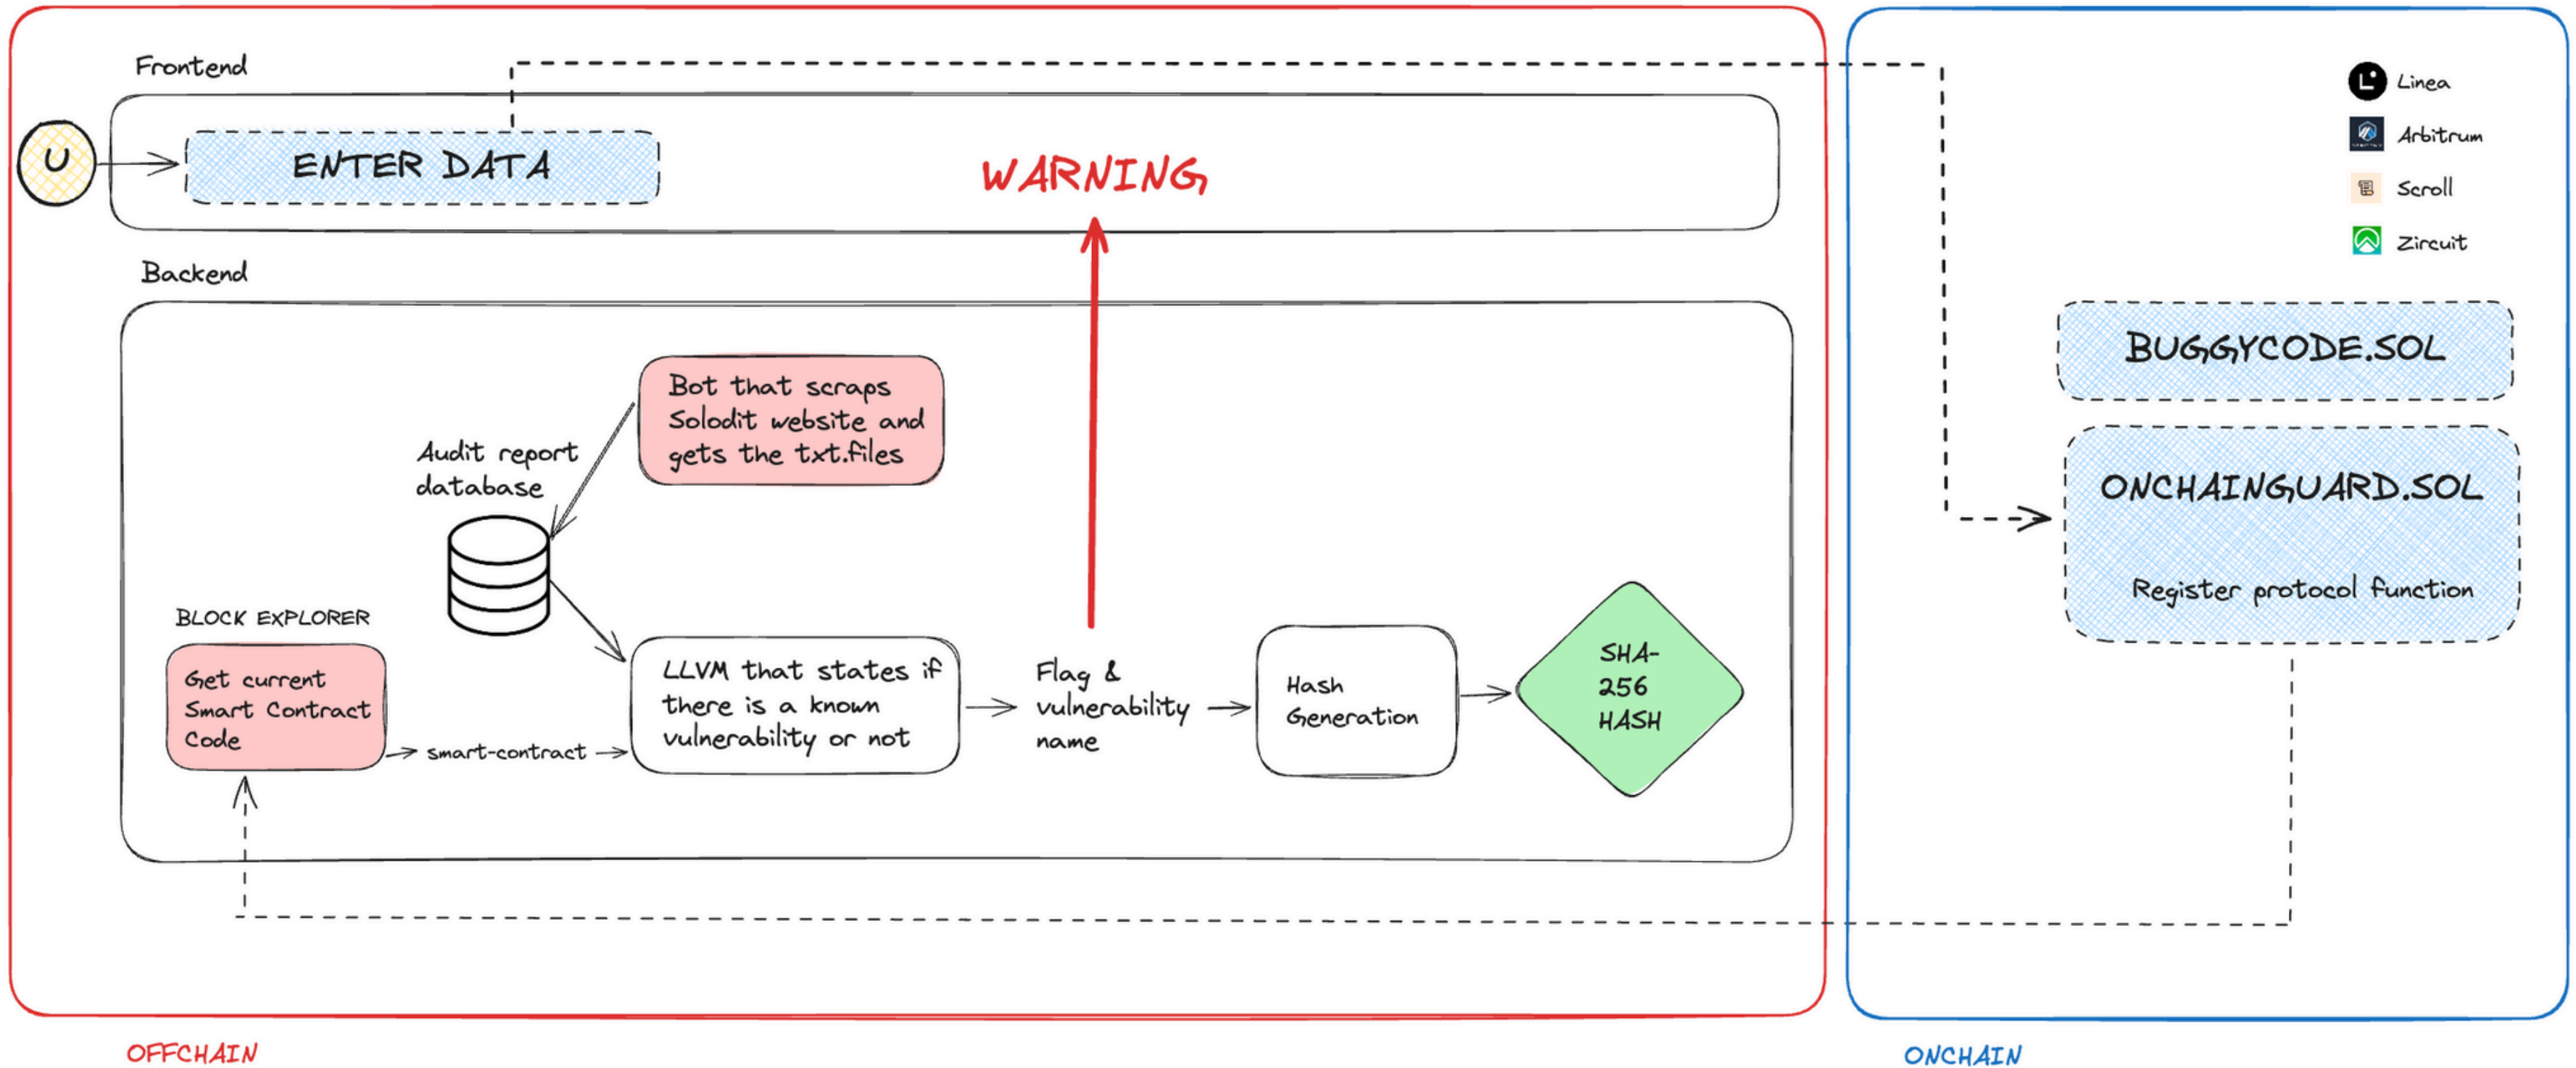 Frontend
U
ENTER DATA
WARNING
Backend
Bot that scraps
Solodit website and
gets the txt.files
Audit report
database
BLOCK EXPLORER
Get current
Smart Contract
Code
smart-contract
LLVM that states if
there is a known
vulnerability or not
Flag &
vulnerability
name
Hash
Generation
SHA-
256
HASH
OFFCHAIN
Linea
Arbitrum
Scroll
Zircuit
BUGGYCODE.SOL
ONCHAINGUARD.SOL
Register protocol function
ONCHAIN